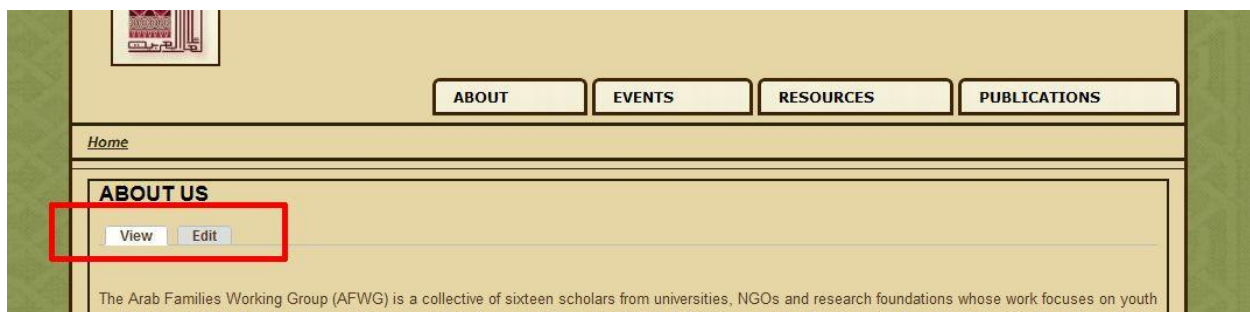 ABOUT EVENTS RESOURCES PUBLICATIONS
Home
ABOUT US
View Edit
The Arab Families Working Group (AFWG) is a collective of sixteen scholars from universities, NGOs and research foundations whose work focuses on youth